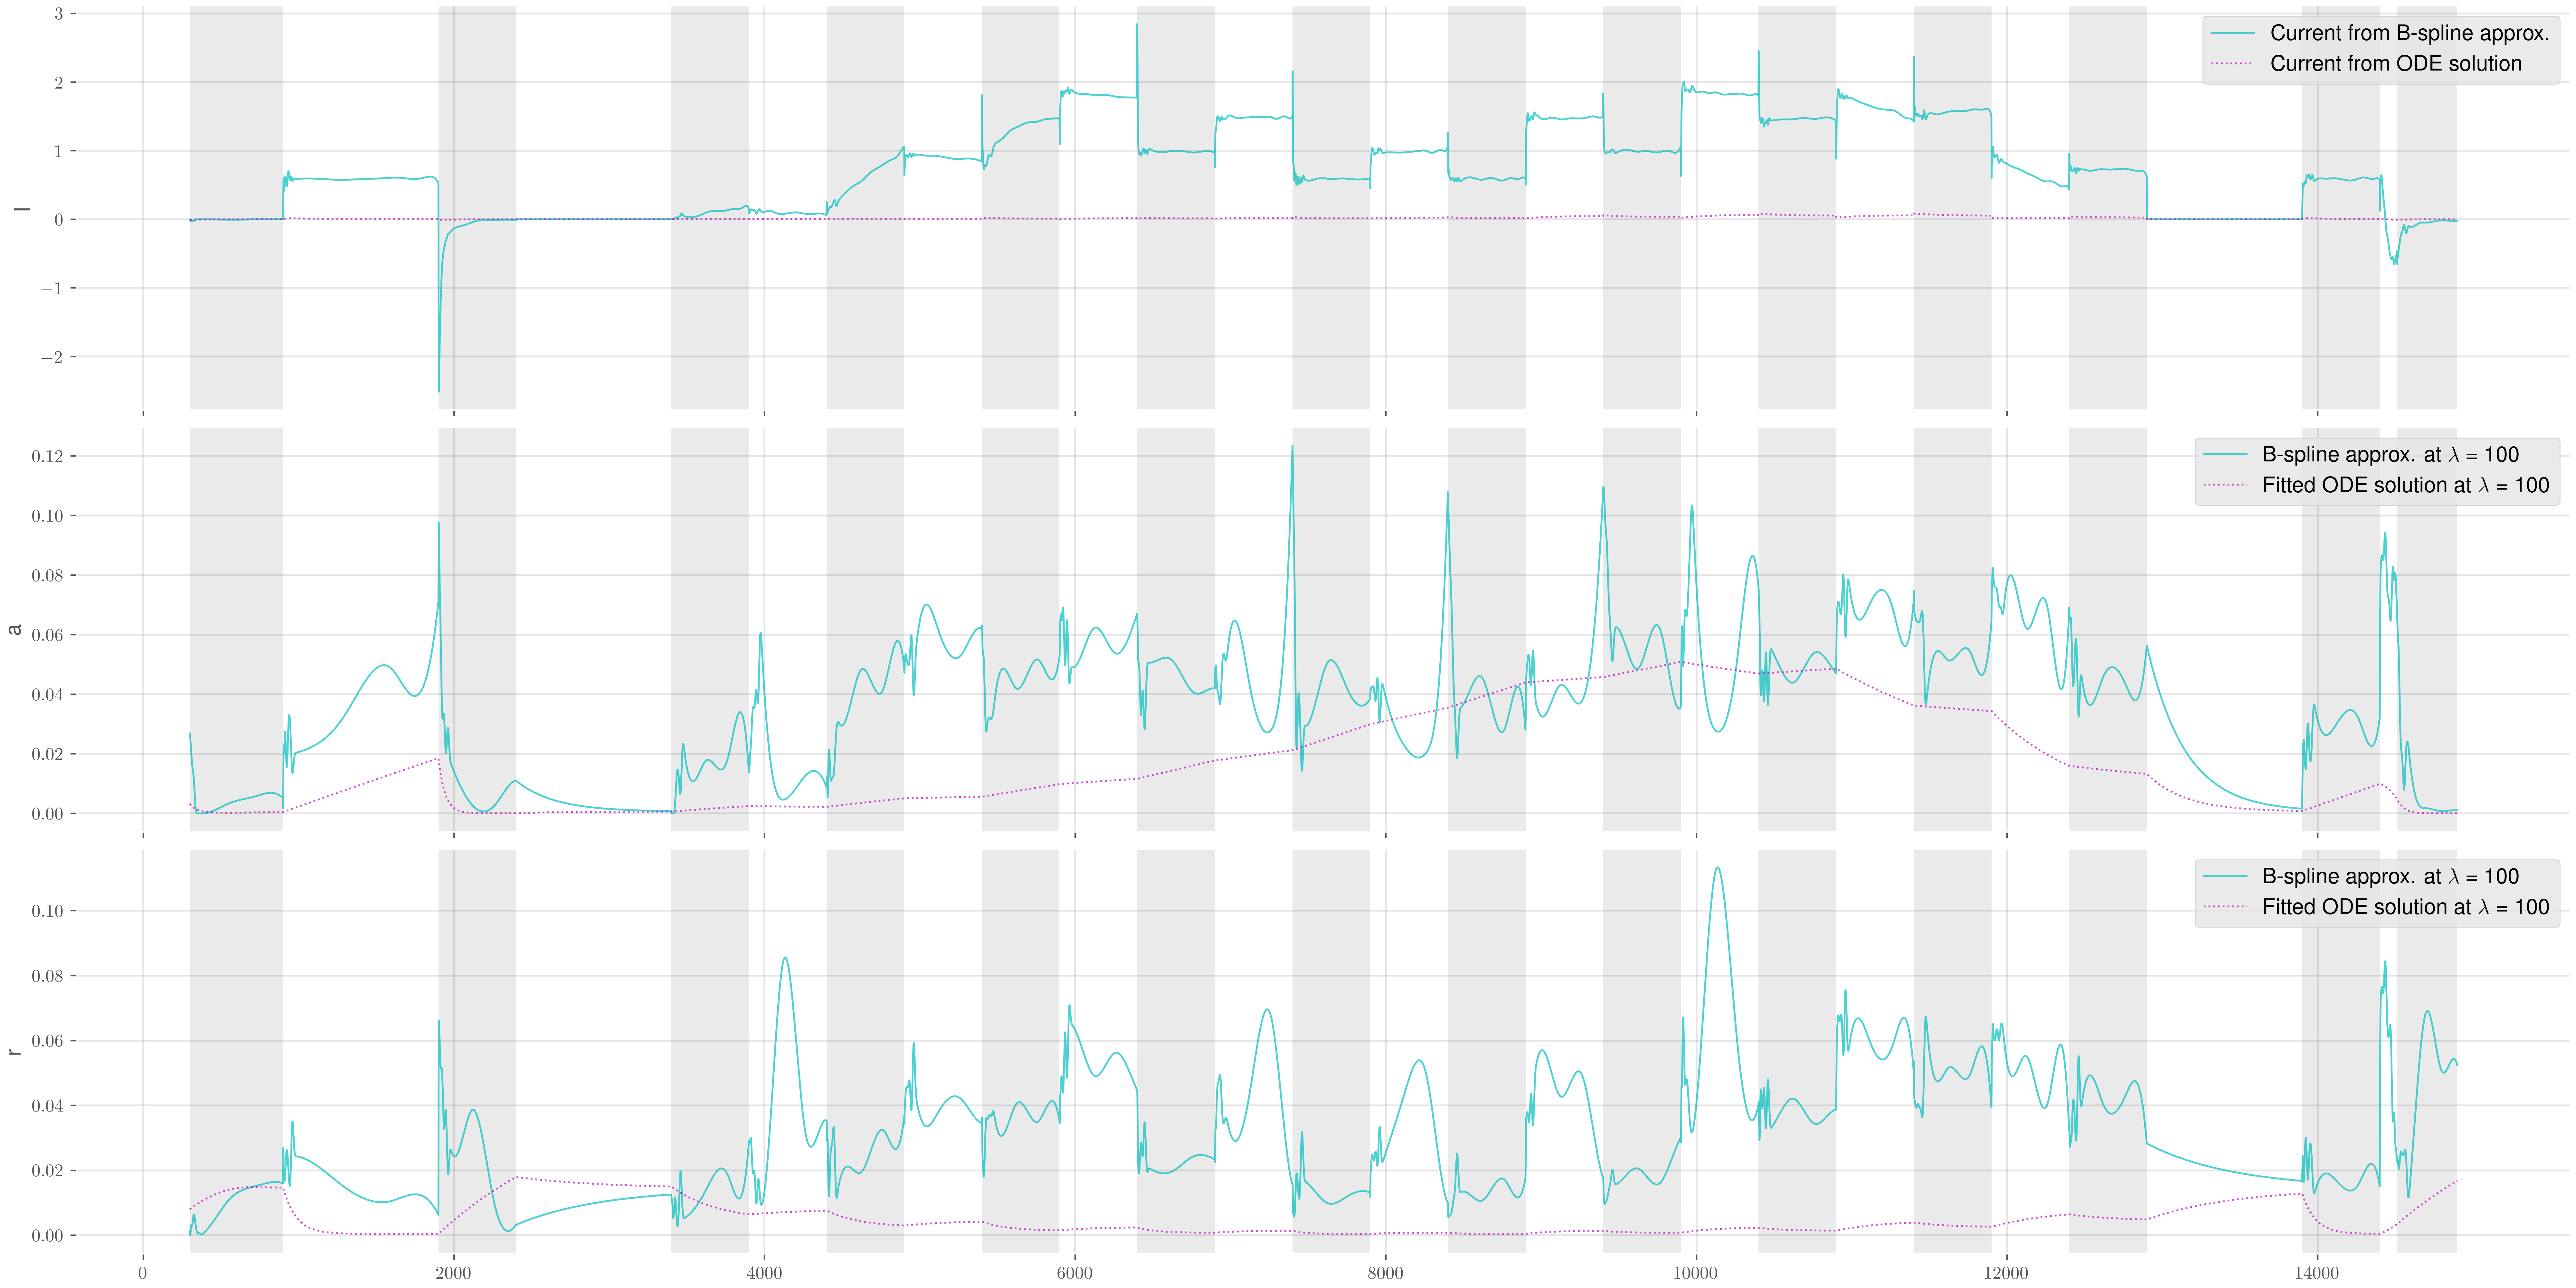 3
2
1
0
−1
−2
I
Current from B-spline approx.
Current from ODE solution
0.12
0.10
0.08
0.06
0.04
0.02
0.00
a
B-spline approx. at λ = 100
Fitted ODE solution at λ = 100
0.10
0.08
0.06
0.04
0.02
0.00
r
B-spline approx. at λ = 100
Fitted ODE solution at λ = 100
0 2000 4000 6000 8000 10000 12000 14000